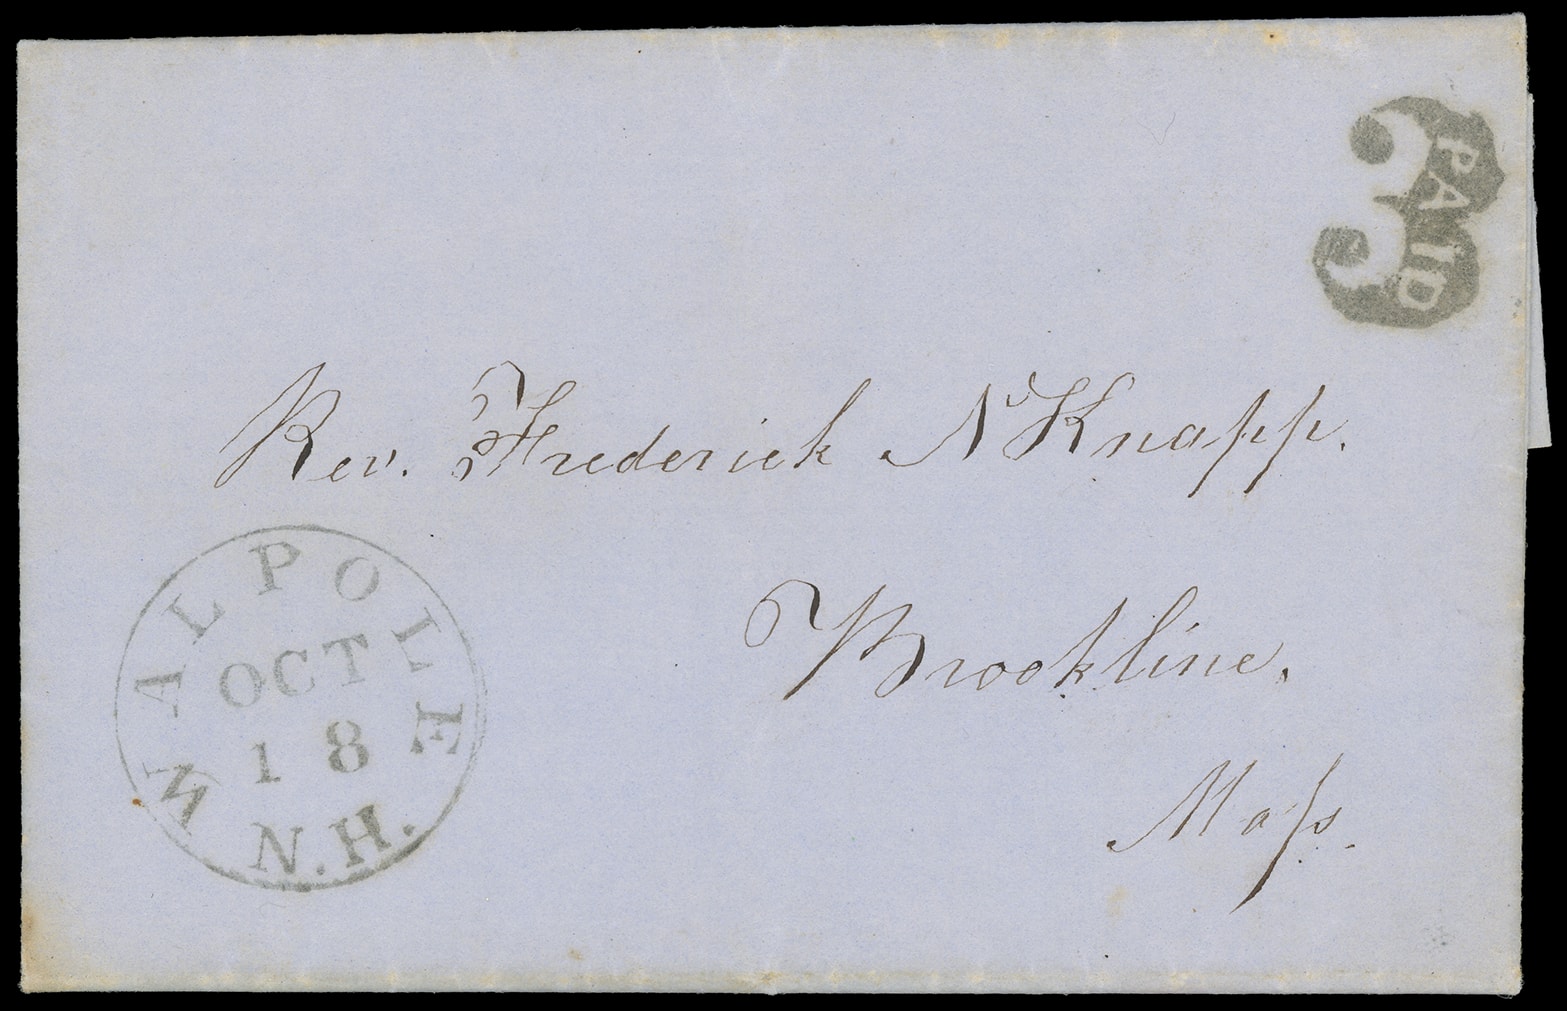 3 PAID
Rev. Frederick N Knapp.
Brookline.
Mass.
WALPOLE
OCT
18
N.H.